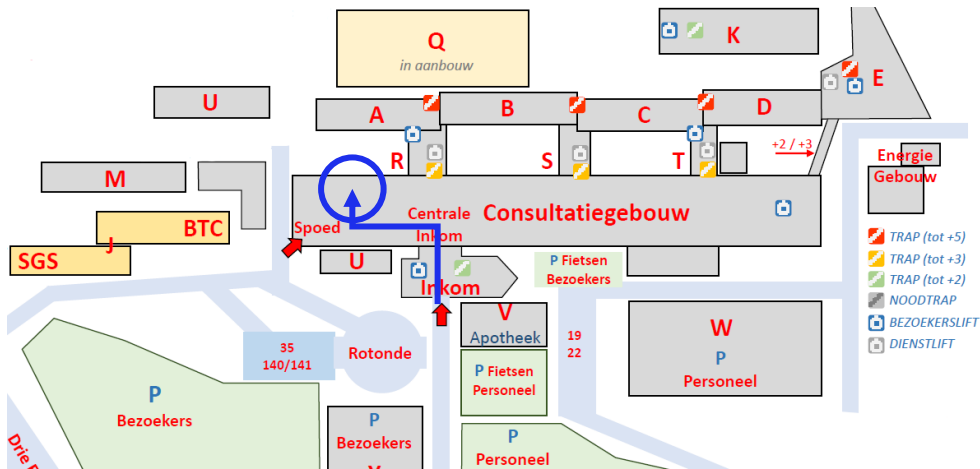 Q
in aanbouw
K
E
U
A
B
C
D
R
S
T
+2 / +3
Energie
Gebouw
M
Centrale
Inkom
Consultatiegebouw
Spoed
BTC
J
SGS
U
Inkom
P Fietsen
Bezoekers
TRAP (tot +5)
TRAP (tot +3)
TRAP (tot +2)
NOODTRAP
BEZOEKERSLIFT
DIENSTLIFT
V
Apotheek
19
22
W
P
Personeel
35
140/141
Rotonde
P Fietsen
Personeel
P
Bezoekers
P
Bezoekers
P
Personeel
Drie